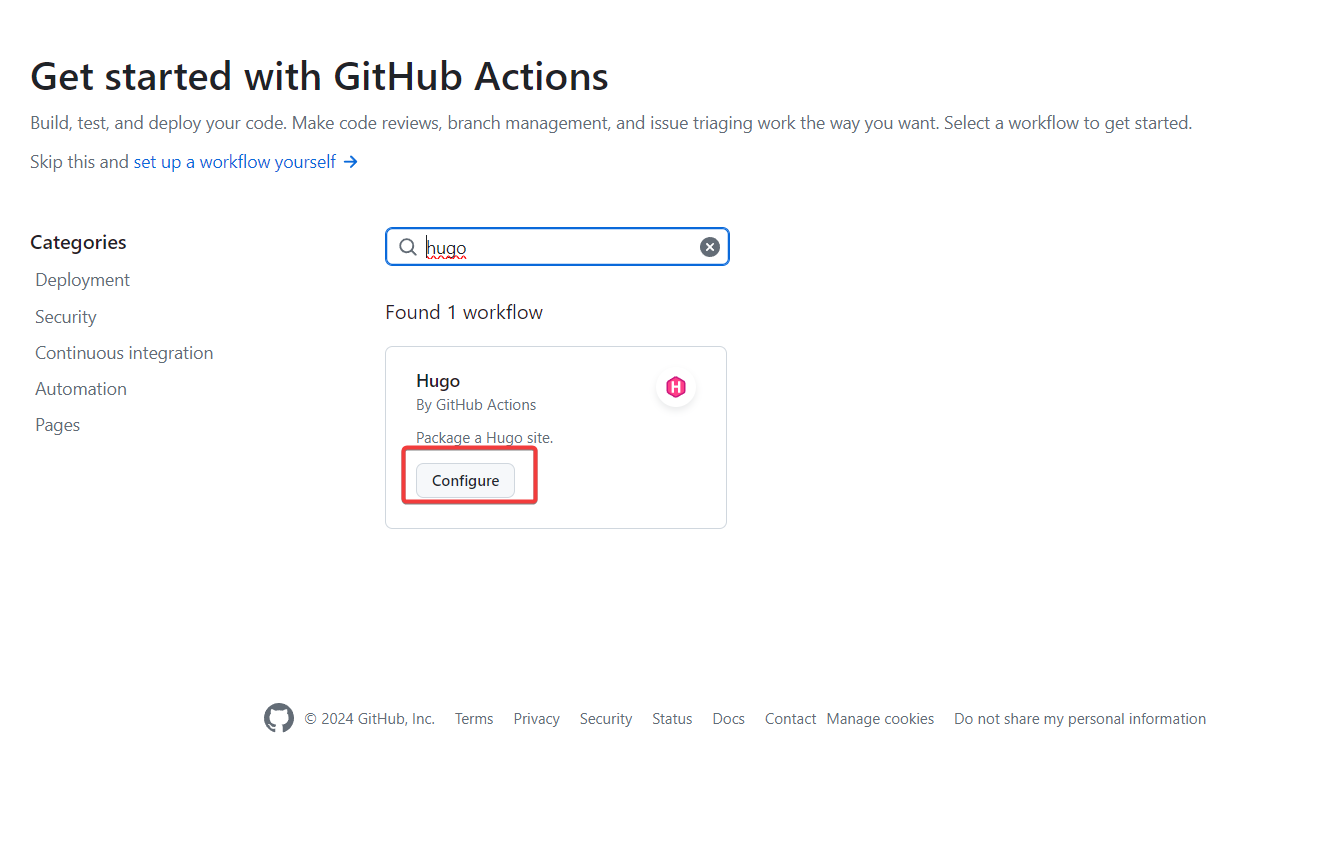 Get started with GitHub Actions
Build, test, and deploy your code. Make code reviews, branch management, and issue triaging work the way you want. Select a workflow to get started.
Skip this and set up a workflow yourself →
Categories
Deployment
Security
Continuous integration
Automation
Pages
hugo
Found 1 workflow
Hugo
H
By GitHub Actions
Package a Hugo site.
Configure
© 2024 GitHub, Inc. Terms Privacy Security Status Docs Contact Manage cookies Do not share my personal information